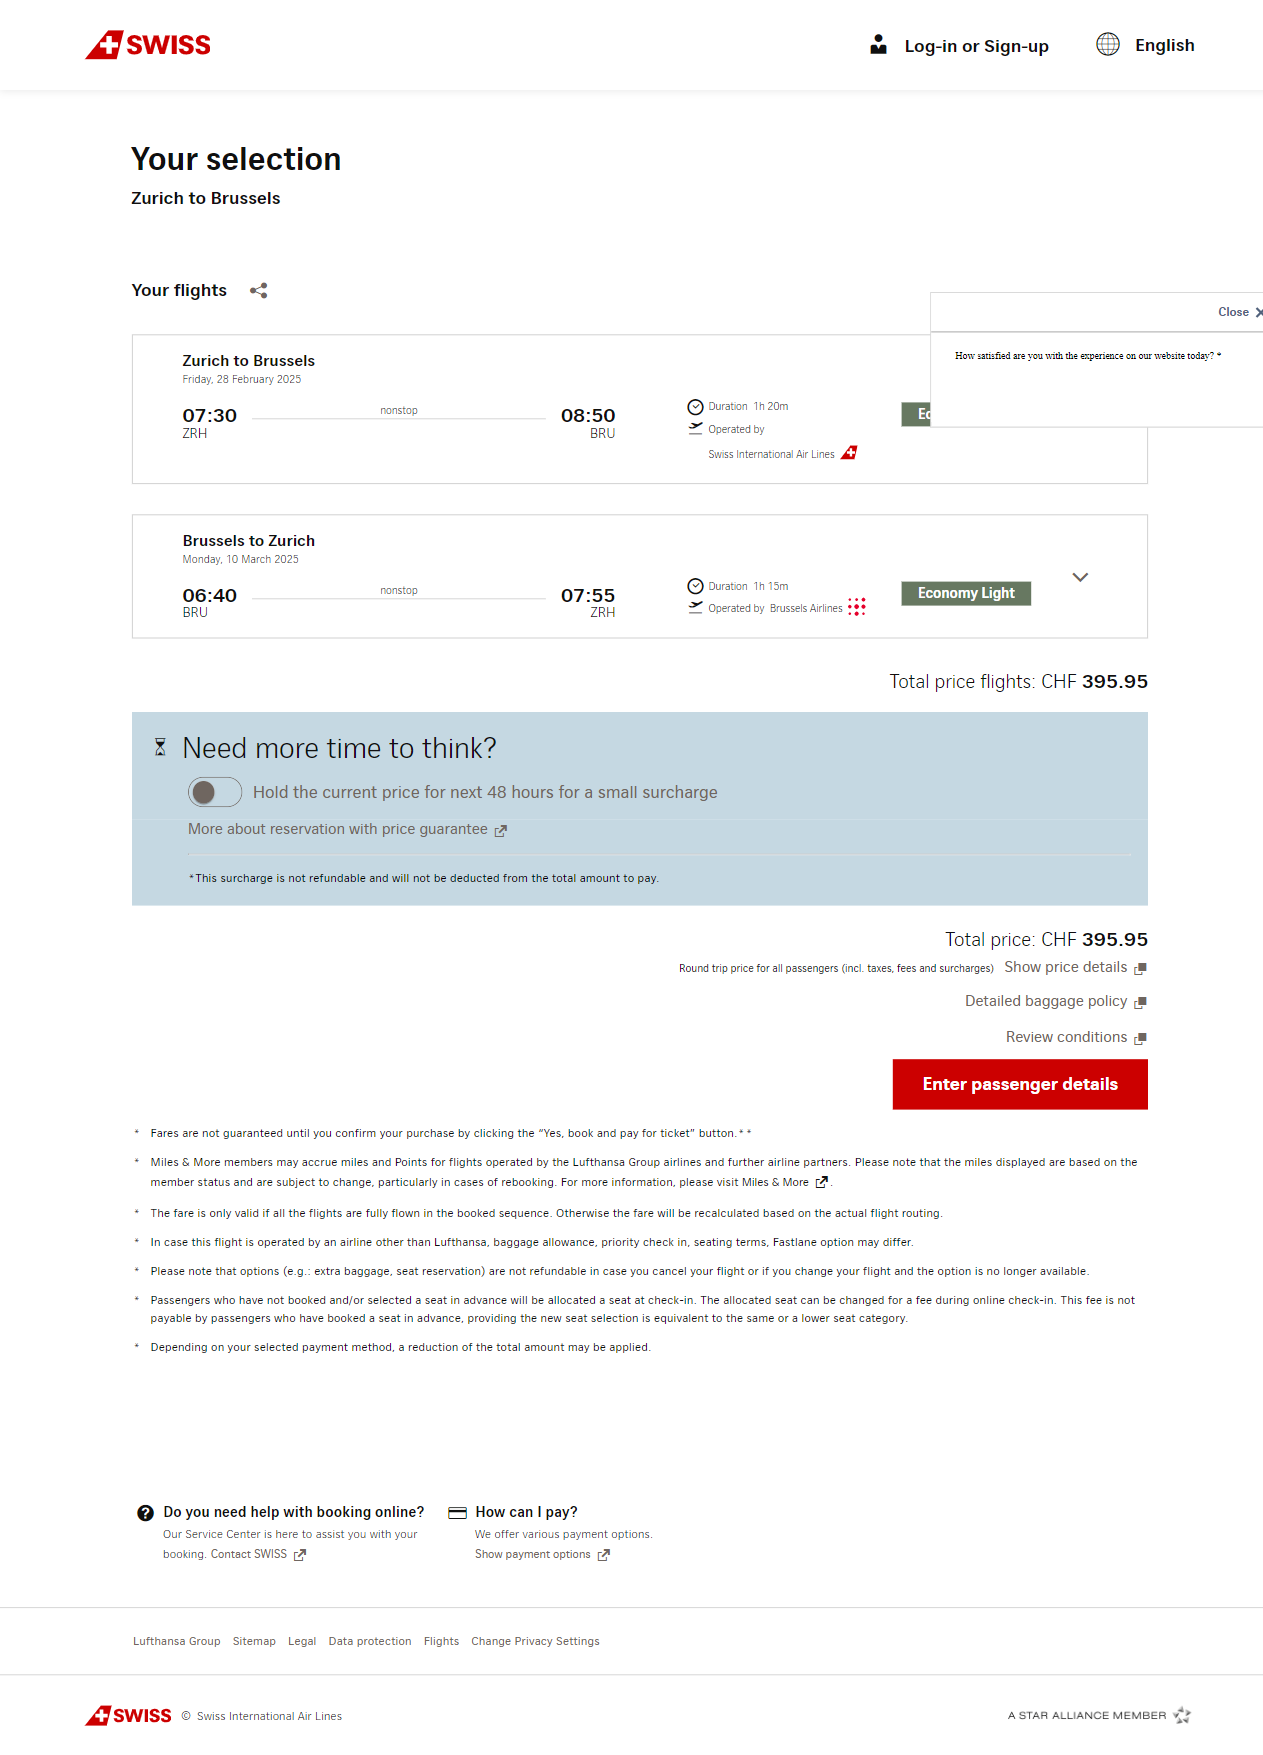 SWISS
Log-in or Sign-up
English
Your selection
Zurich to Brussels
Your flights
Close
How satisfied are you with the experience on our website today? *
Zurich to Brussels
Friday, 28 February 2025
07:30
nonstop
08:50
ZRH
BRU
Duration 1h 20m
Operated by
Swiss International Air Lines
Brussels to Zurich
Monday, 10 March 2025
06:40
nonstop
07:55
BRU
ZRH
Duration 1h 15m
Operated by Brussels Airlines
Economy Light
Total price flights: CHF 395.95
Need more time to think?
Hold the current price for next 48 hours for a small surcharge
More about reservation with price guarantee
*This surcharge is not refundable and will not be deducted from the total amount to pay.
Total price: CHF 395.95
Round trip price for all passengers (incl. taxes, fees and surcharges) Show price details
Detailed baggage policy
Review conditions
Enter passenger details
* Fares are not guaranteed until you confirm your purchase by clicking the “Yes, book and pay for ticket” button.**
* Miles & More members may accrue miles and Points for flights operated by the Lufthansa Group airlines and further airline partners. Please note that the miles displayed are based on the
member status and are subject to change, particularly in cases of rebooking. For more information, please visit Miles & More .
* The fare is only valid if all the flights are fully flown in the booked sequence. Otherwise the fare will be recalculated based on the actual flight routing.
* In case this flight is operated by an airline other than Lufthansa, baggage allowance, priority check in, seating terms, Fastlane option may differ.
* Please note that options (e.g.: extra baggage, seat reservation) are not refundable in case you cancel your flight or if you change your flight and the option is no longer available.
* Passengers who have not booked and/or selected a seat in advance will be allocated a seat at check-in. The allocated seat can be changed for a fee during online check-in. This fee is not
payable by passengers who have booked a seat in advance, providing the new seat selection is equivalent to the same or a lower seat category.
* Depending on your selected payment method, a reduction of the total amount may be applied.
Do you need help with booking online?
Our Service Center is here to assist you with your
booking. Contact SWISS
How can I pay?
We offer various payment options.
Show payment options
Lufthansa Group Sitemap Legal Data protection Flights Change Privacy Settings
SWISS © Swiss International Air Lines
A STAR ALLIANCE MEMBER